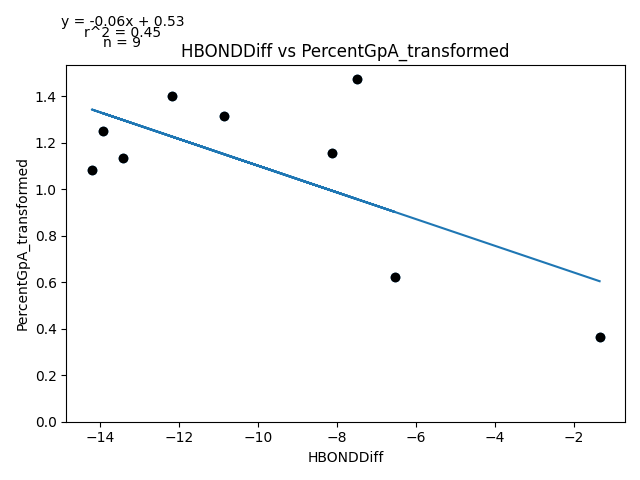 y = -0.06x + 0.53
r^2 = 0.45
n = 9
HBONDDiff vs PercentGpA_transformed
PercentGpA_transformed
1.4
1.2
1.0
0.8
0.6
0.4
0.2
0.0
−14
−12
−10
−8
−6
−4
−2
HBONDDiff